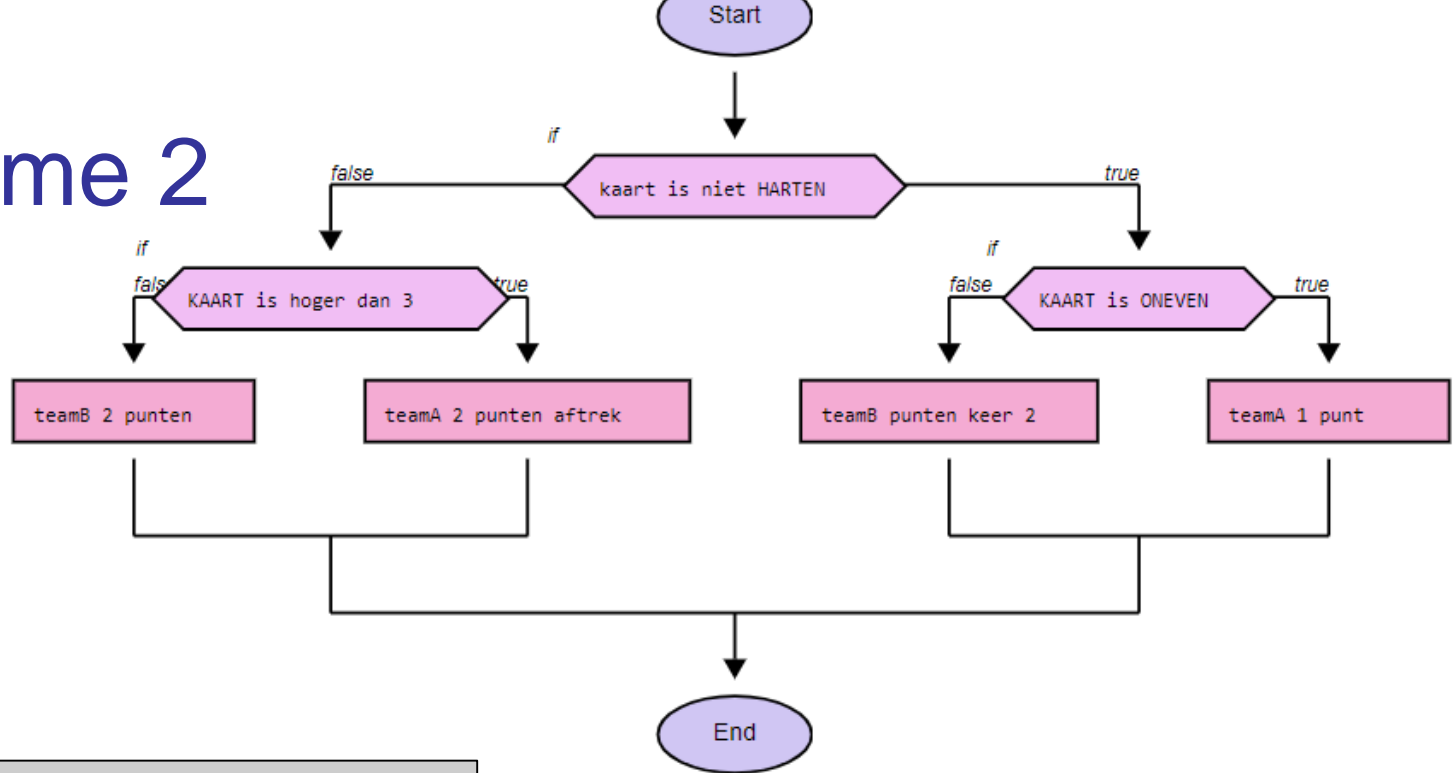 Start
me 2
if
false
kaart is niet HARTEN
true
if
fals
KAART is hoger dan 3
true
if
false
KAART is ONEVEN
true
teamB 2 punten
teamA 2 punten aftrek
teamB punten keer 2
teamA 1 punt
End